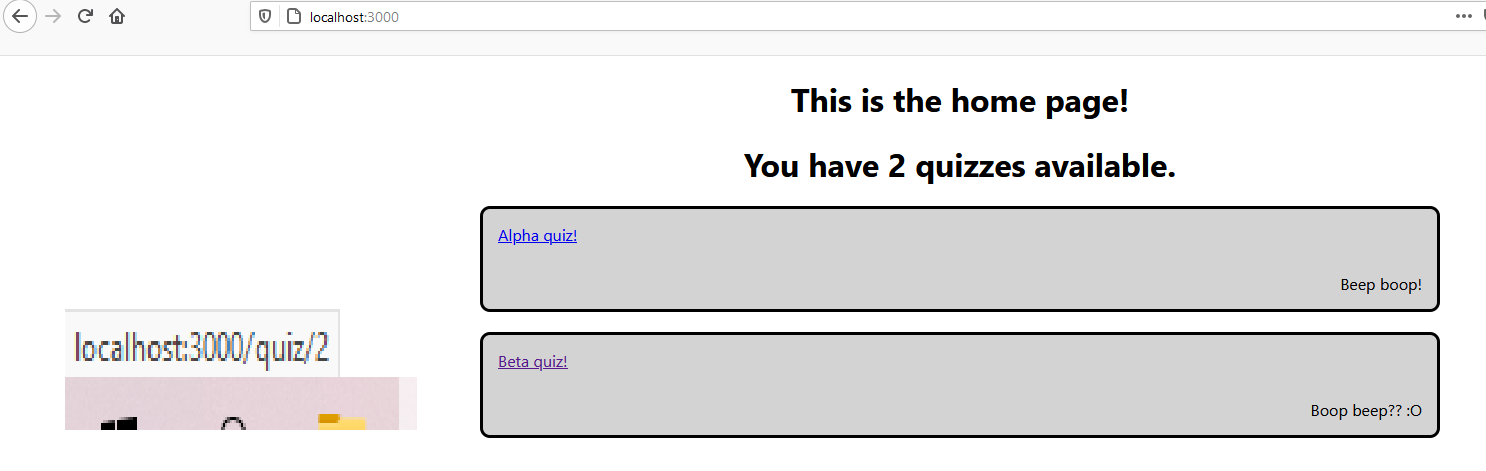 localhost:3000
This is the home page!
You have 2 quizzes available.
Alpha quiz!
Beep boop!
Beta quiz!
Boop beep?? :O
localhost:3000/quiz/2